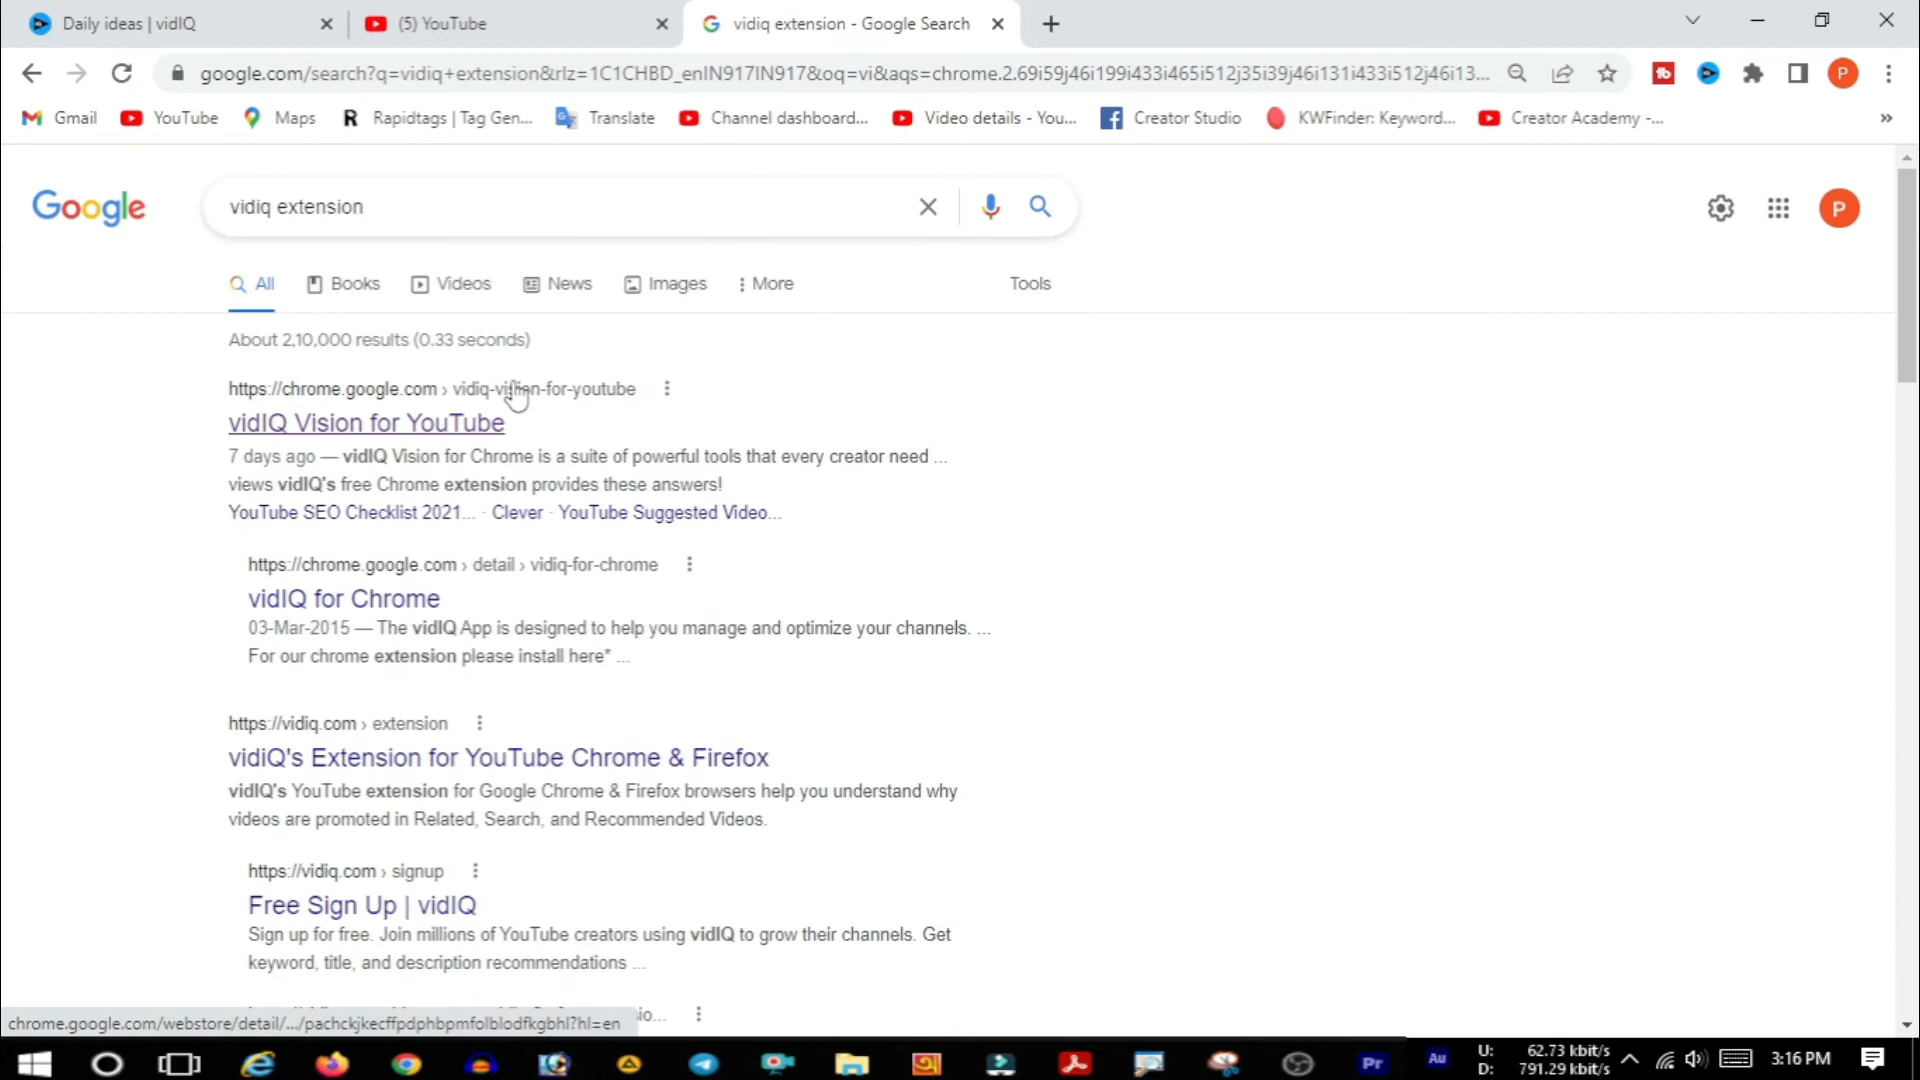 Daily ideas | vidIQ
(5) YouTube
vidiq extension - Google Search
google.com/search?q=vidiq+extension&rlz=1C1CHBD_enIN917IN917&oq=vi&aqs=chrome.2.69i59j46i199i433i465i512j35i39j46i131i433i512j46i13...
P
Gmail
YouTube
Maps
R Rapidtags | Tag Gen...
Translate
Channel dashboard...
Video details - You...
Creator Studio
KWFinder: Keyword...
Creator Academy -...
»
Google
vidiq extension
P
All
Books
Videos
News
Images
More
Tools
About 2,10,000 results (0.33 seconds)
https://chrome.google.com › vidiq-vision-for-youtube
vidIQ Vision for YouTube
7 days ago — vidIQ Vision for Chrome is a suite of powerful tools that every creator need ...
views vidIQ's free Chrome extension provides these answers!
YouTube SEO Checklist 2021... · Clever · YouTube Suggested Video...
https://chrome.google.com › detail › vidiq-for-chrome
vidIQ for Chrome
03-Mar-2015 — The vidIQ App is designed to help you manage and optimize your channels. ...
For our chrome extension please install here* ...
https://vidiq.com › extension
vidiQ's Extension for YouTube Chrome & Firefox
vidIQ's YouTube extension for Google Chrome & Firefox browsers help you understand why
videos are promoted in Related, Search, and Recommended Videos.
https://vidiq.com › signup
Free Sign Up | vidIQ
Sign up for free. Join millions of YouTube creators using vidIQ to grow their channels. Get
keyword, title, and description recommendations ...
chrome.google.com/webstore/detail/.../pachckjkecffpdphbpmfolblodfkgbhl?hl=en
Pr
Au
U: 62.73 kbit/s
D: 791.29 kbit/s
3:16 PM